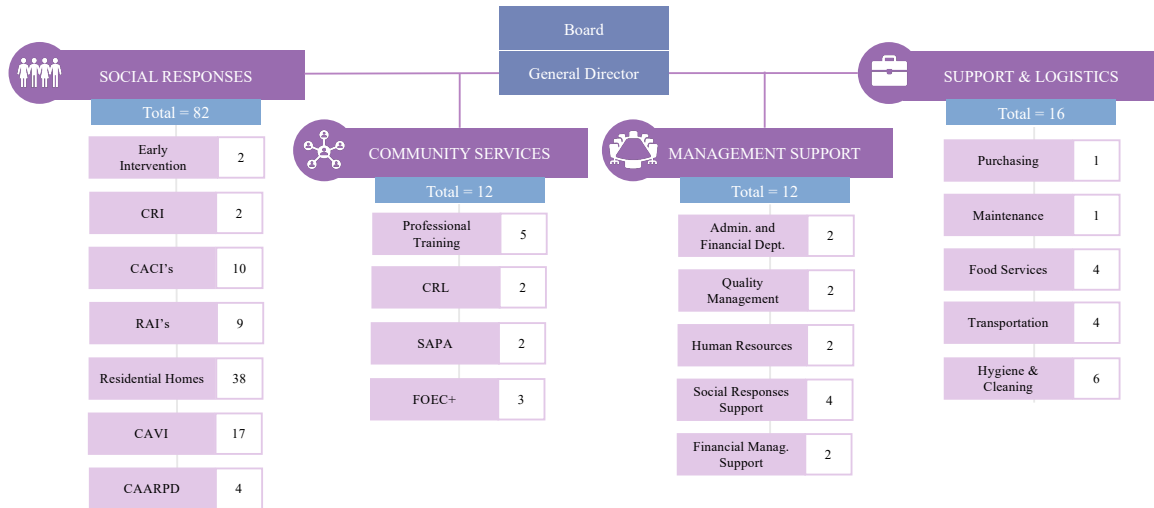 Board
General Director
SOCIAL RESPONSES
Total = 82
Early
Intervention
2
CRI
2
CACI’s
10
RAI’s
9
Residential Homes
38
CAVI
17
CAARPD
4
COMMUNITY SERVICES
Total = 12
Professional
Training
5
CRL
2
SAPA
2
FOEC+
3
MANAGEMENT SUPPORT
Total = 12
Admin. and
Financial Dept.
2
Quality
Management
2
Human Resources
2
Social Responses
Support
4
Financial Manag.
Support
2
SUPPORT & LOGISTICS
Total = 16
Purchasing
1
Maintenance
1
Food Services
4
Transportation
4
Hygiene &
Cleaning
6